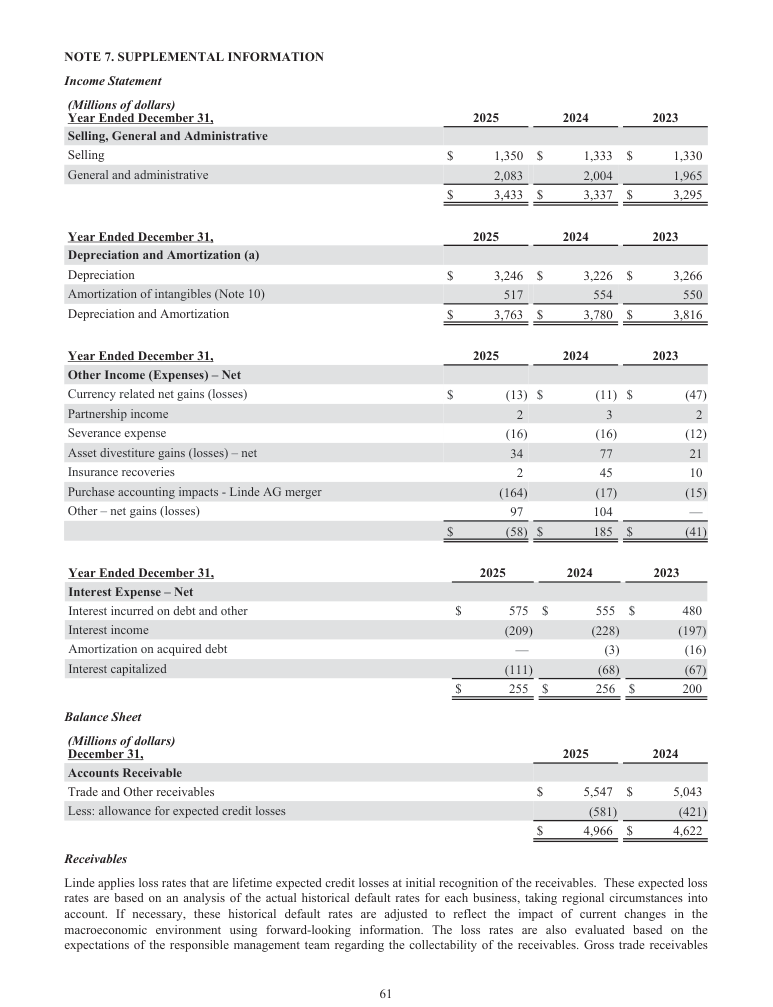 NOTE 7. SUPPLEMENTAL INFORMATION
Income Statement
(Millions of dollars)
Year Ended December 31, 2025 2024 2023
Selling, General and Administrative
Selling $ 1,350 $ 1,333 $ 1,330
General and administrative 2,083 2,004 1,965
$ 3,433 $ 3,337 $ 3,295
Year Ended December 31, 2025 2024 2023
Depreciation and Amortization (a)
Depreciation $ 3,246 $ 3,226 $ 3,266
Amortization of intangibles (Note 10) 517 554 550
Depreciation and Amortization $ 3,763 $ 3,780 $ 3,816
Year Ended December 31, 2025 2024 2023
Other Income (Expenses) – Net
Currency related net gains (losses) $ (13) $ (11) $ (47)
Partnership income 2 3 2
Severance expense (16) (16) (12)
Asset divestiture gains (losses) – net 34 77 21
Insurance recoveries 2 45 10
Purchase accounting impacts - Linde AG merger (164) (17) (15)
Other – net gains (losses) 97 104 —
$ (58) $ 185 $ (41)
Year Ended December 31, 2025 2024 2023
Interest Expense – Net
Interest incurred on debt and other $ 575 $ 555 $ 480
Interest income (209) (228) (197)
Amortization on acquired debt — (3) (16)
Interest capitalized (111) (68) (67)
$ 255 $ 256 $ 200
Balance Sheet
(Millions of dollars)
December 31, 2025 2024
Accounts Receivable
Trade and Other receivables $ 5,547 $ 5,043
Less: allowance for expected credit losses (581) (421)
$ 4,966 $ 4,622
Receivables
Linde applies loss rates that are lifetime expected credit losses at initial recognition of the receivables. These expected loss
rates are based on an analysis of the actual historical default rates for each business, taking regional circumstances into
account. If necessary, these historical default rates are adjusted to reflect the impact of current changes in the
macroeconomic environment using forward-looking information. The loss rates are also evaluated based on the
expectations of the responsible management team regarding the collectability of the receivables. Gross trade receivables
61